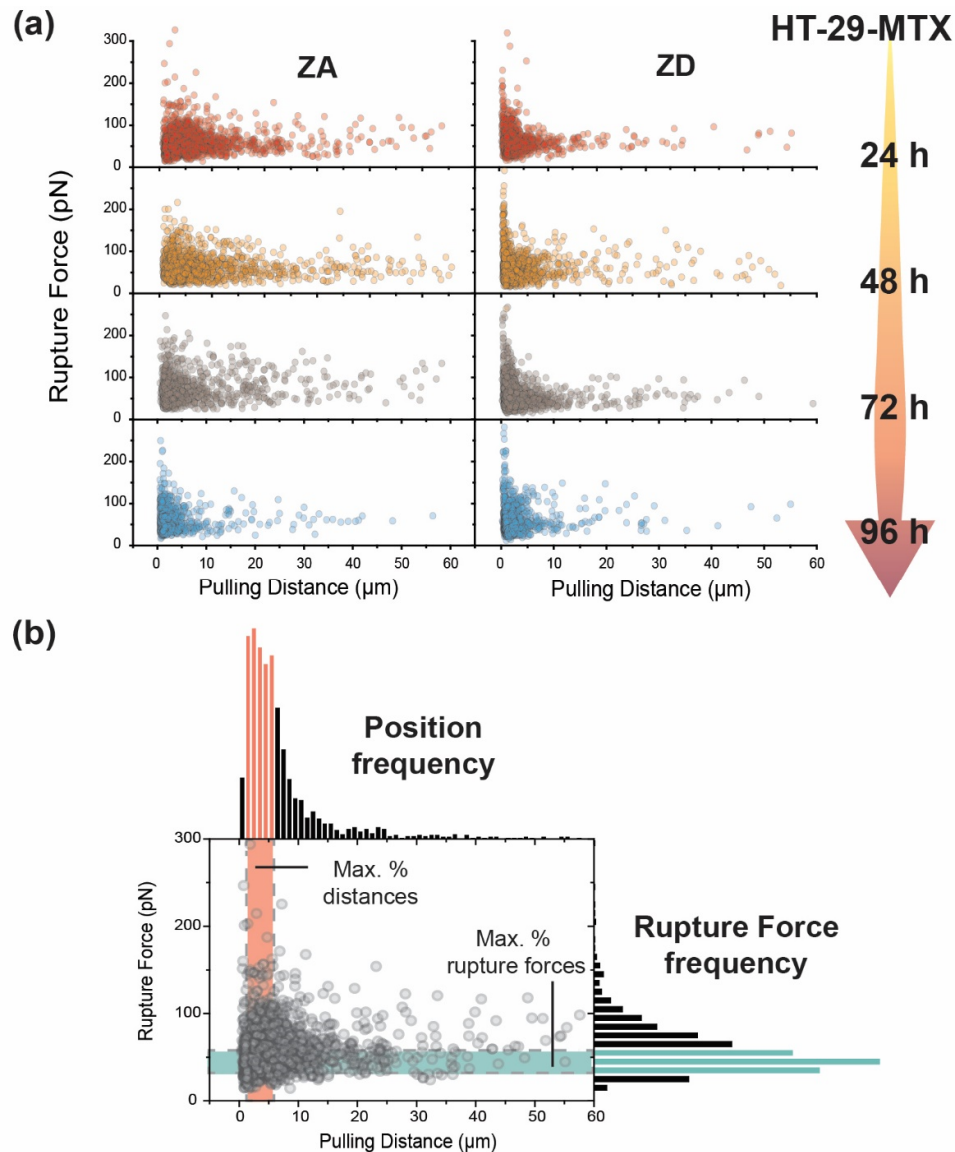 (a)
HT-29-MTX
ZA
ZD
300
200
100
0
24 h
200
100
0
48 h
200
100
0
72 h
200
100
0
96 h
Rupture Force (pN)
0 10 20 30 40 50 60
0 10 20 30 40 50 60
Pulling Distance (µm)
Pulling Distance (µm)
(b)
Position
frequency
300
200
100
0
Rupture Force (pN)
Max. %
distances
Max. %
rupture forces
Rupture Force
frequency
0 10 20 30 40 50 60
Pulling Distance (µm)